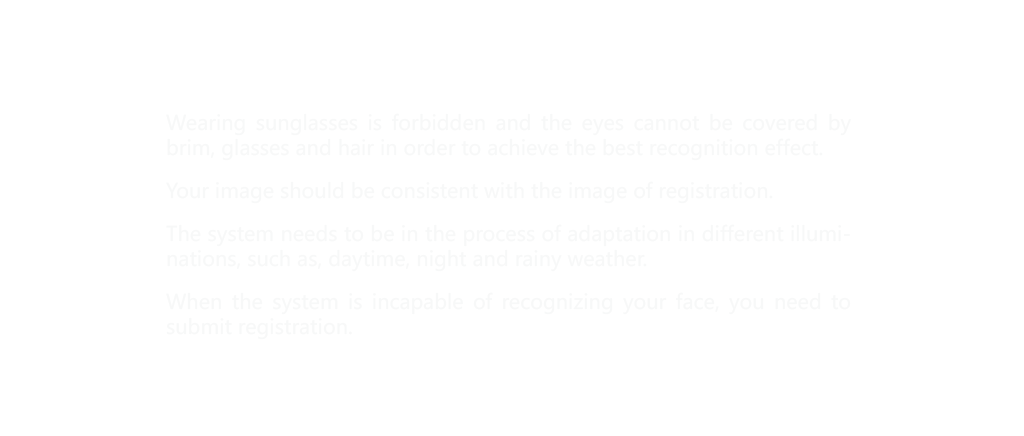 Wearing sunglasses is forbidden and the eyes cannot be covered by
brim, glasses and hair in order to achieve the best recognition effect.
Your image should be consistent with the image of registration.
The system needs to be in the process of adaptation in different illumi-
nations, such as, daytime, night and rainy weather.
When the system is incapable of recognizing your face, you need to
submit registration.